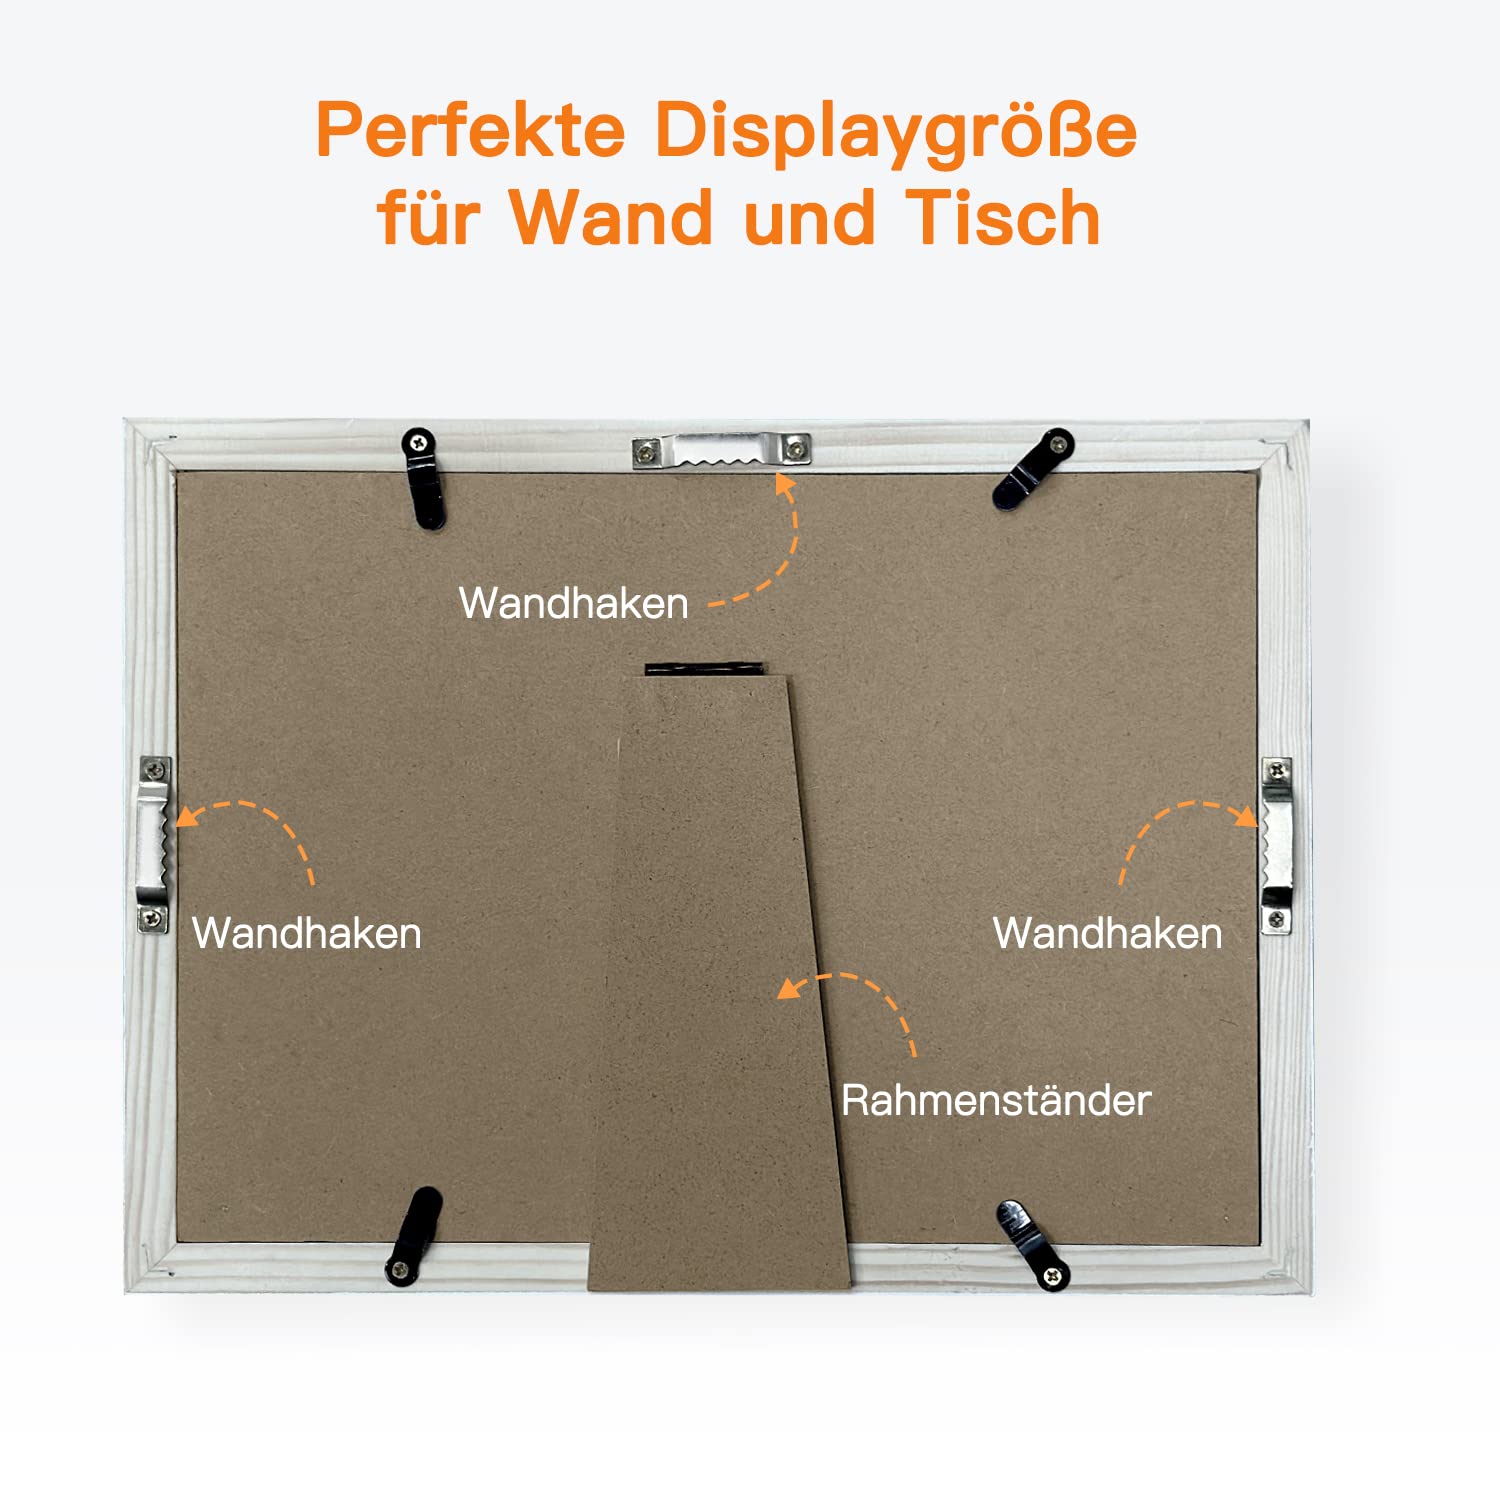 Perfekte Displaygröße
für Wand und Tisch
Wandhaken
Wandhaken
Wandhaken
Rahmenständer